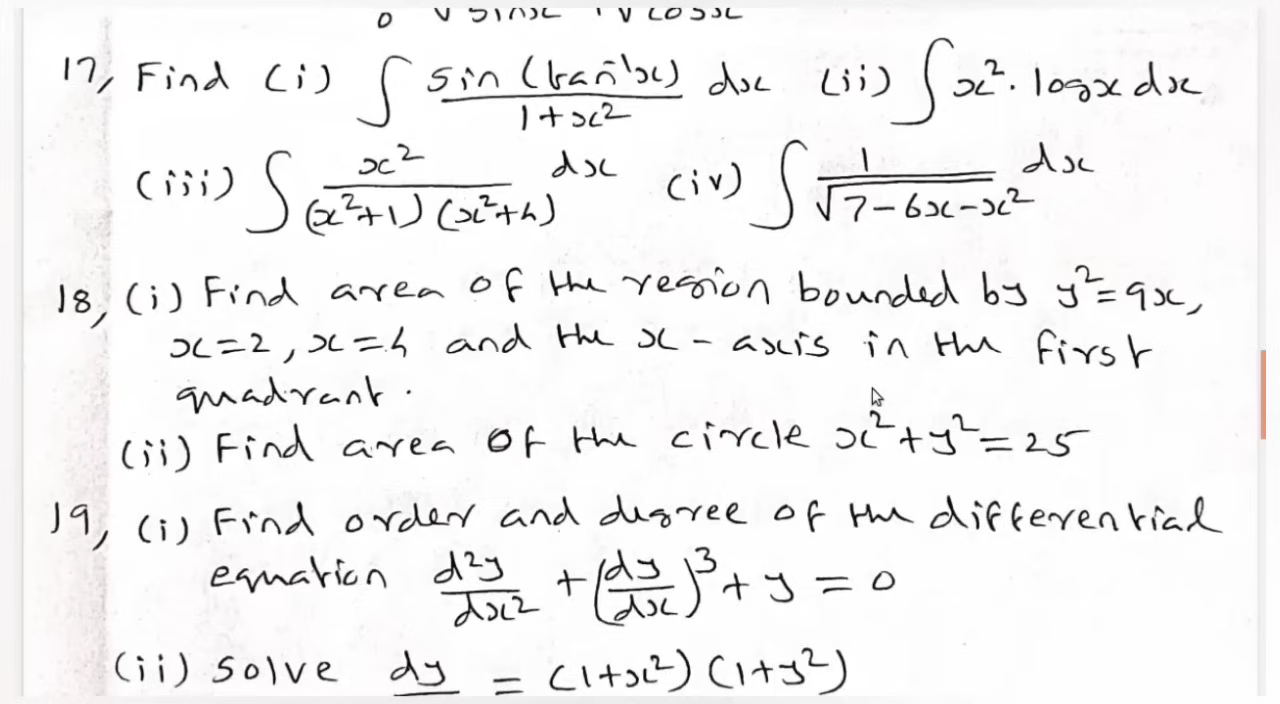 0 √sinx + √cosx
17, Find (i) ∫ sin(tan⁻¹x)/(1+x²) dx (ii) ∫ x². logx dx
(iii) ∫ x²/((x²+1)(x²+4)) dx (iv) ∫ 1/√(7-6x-x²) dx
18, (i) Find area of the region bounded by y²=9x,
x=2, x=4 and the x-axis in the first
quadrant.
(ii) Find area of the circle x²+y²=25
19, (i) Find order and degree of the differential
equation d²y/dx² + (dy/dx)³ + y = 0
(ii) solve dy = (1+x²)(1+y²)